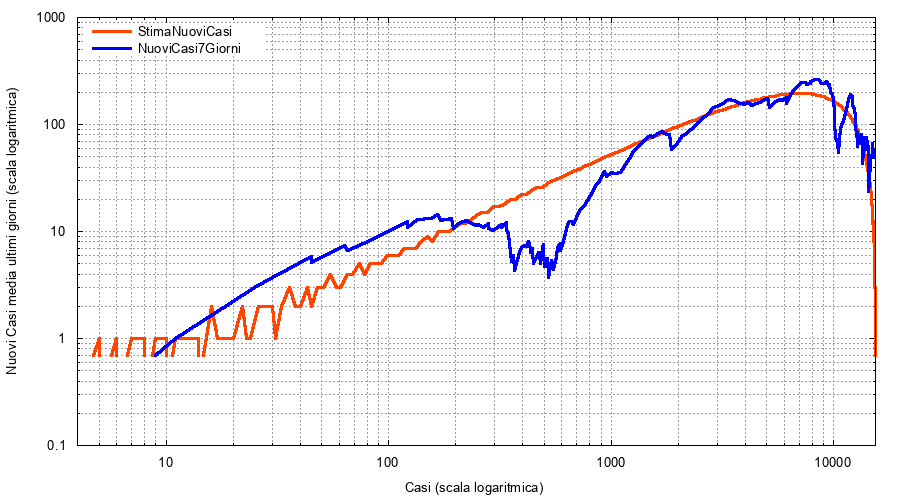 1000
100
10
1
0.1
StimaNuoviCasi
NuoviCasi7Giorni
Nuovi Casi media ultimi giorni (scala logaritmica)
10 100 1000 10000
Casi (scala logaritmica)